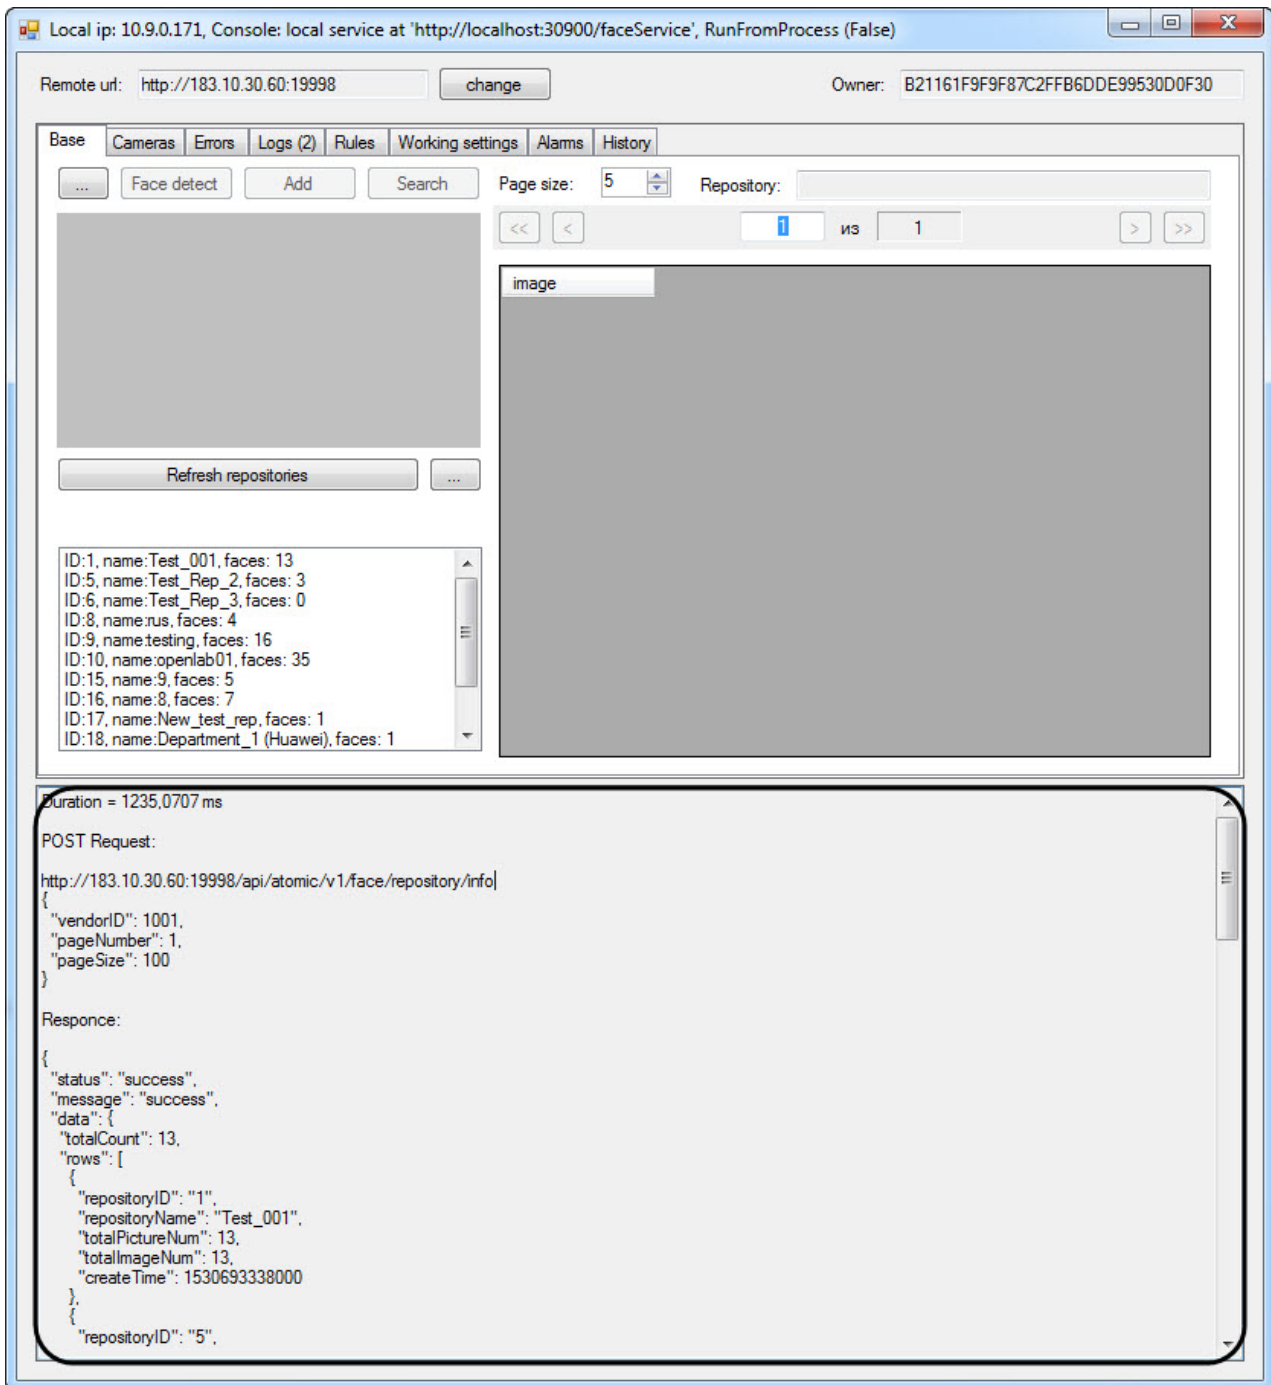 Local ip: 10.9.0.171, Console: local service at 'http://localhost:30900/faceService', RunFromProcess (False)
Remote url: http://183.10.30.60:19998 change Owner: B21161F9F9F87C2FFB6DDE99530D0F30
Base Cameras Errors Logs (2) Rules Working settings Alarms History
... Face detect Add Search Page size: 5 Repository:
<< < 1 из 1 > >>
image
Refresh repositories ...
ID:1, name:Test_001, faces: 13
ID:5, name:Test_Rep_2, faces: 3
ID:6, name:Test_Rep_3, faces: 0
ID:8, name:rus, faces: 4
ID:9, name:testing, faces: 16
ID:10, name:openlab01, faces: 35
ID:15, name:9, faces: 5
ID:16, name:8, faces: 7
ID:17, name:New_test_rep, faces: 1
ID:18, name:Department_1 (Huawei), faces: 1
Duration = 1235,0707 ms
POST Request:
http://183.10.30.60:19998/api/atomic/v1/face/repository/info
{
"vendorID": 1001,
"pageNumber": 1,
"pageSize": 100
}
Responce:
{
"status": "success",
"message": "success",
"data": {
"totalCount": 13,
"rows": [
{
"repositoryID": "1",
"repositoryName": "Test_001",
"totalPictureNum": 13,
"totalImageNum": 13,
"createTime": 1530693338000
},
{
"repositoryID": "5",